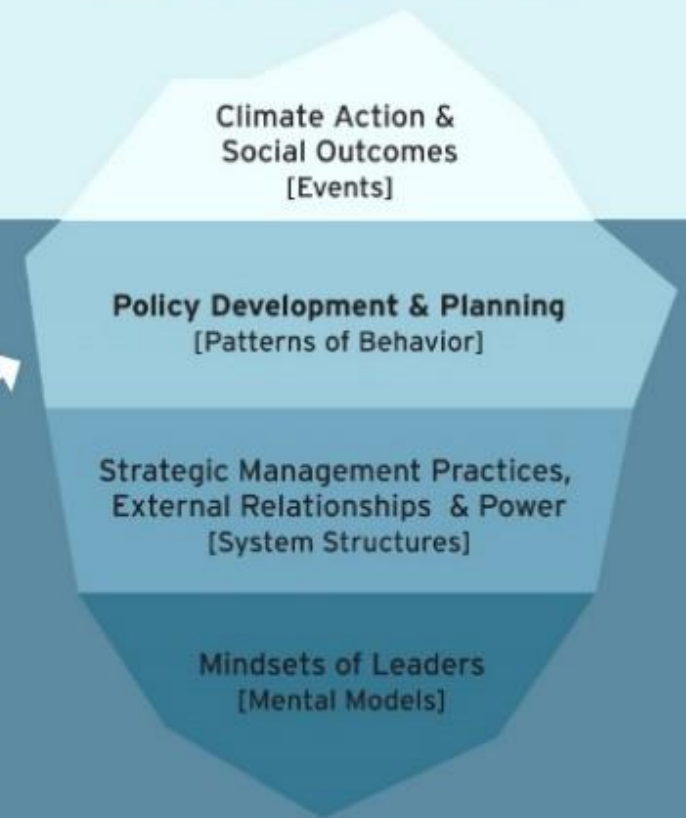 Climate Action &
Social Outcomes
[Events]
Policy Development & Planning
[Patterns of Behavior]
Strategic Management Practices,
External Relationships & Power
[System Structures]
Mindsets of Leaders
[Mental Models]